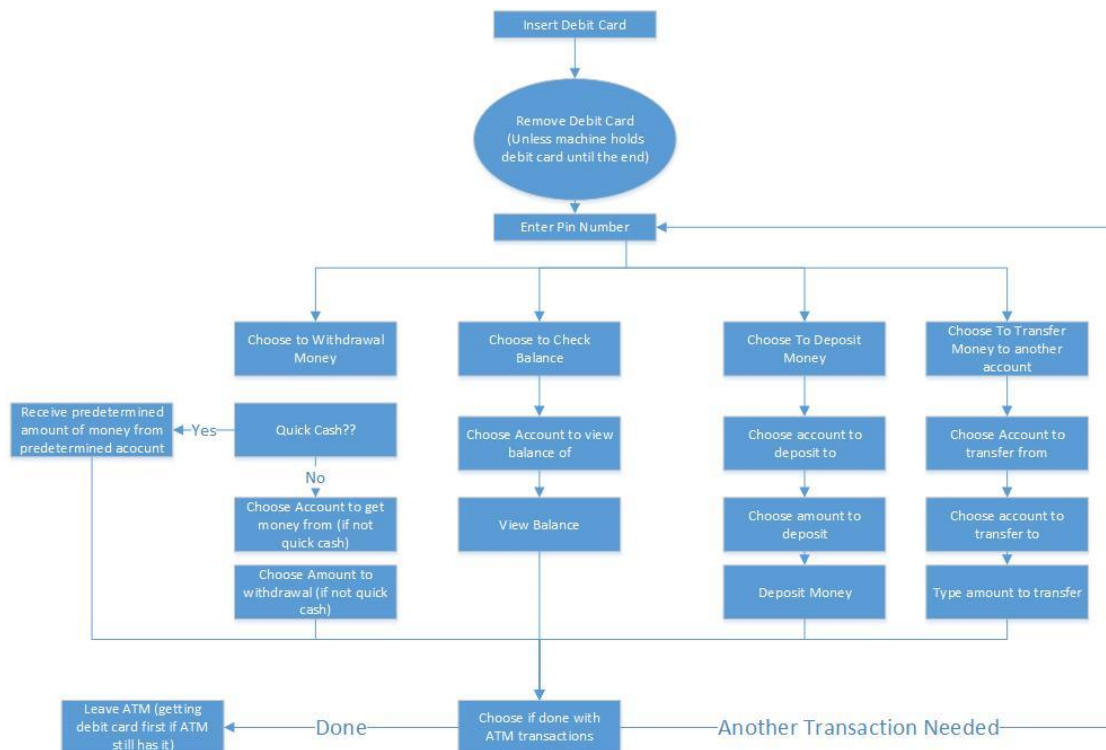 Insert Debit Card
Remove Debit Card
(Unless machine holds
debit card until the end)
Enter Pin Number
Choose to Withdrawal
Money
Choose to Check
Balance
Choose To Deposit
Money
Choose To Transfer
Money to another
account
Receive predetermined
amount of money from
predetermined acocunt
Yes
Quick Cash??
Choose Account to view
balance of
Choose account to
deposit to
Choose Account to
transfer from
No
Choose Account to get
money from (if not
quick cash)
View Balance
Choose amount to
deposit
Choose account to
transfer to
Choose Amount to
withdrawal (if not quick
cash)
Deposit Money
Type amount to transfer
Leave ATM (getting
debit card first if ATM
still has it)
Done
Choose if done with
ATM transactions
Another Transaction Needed